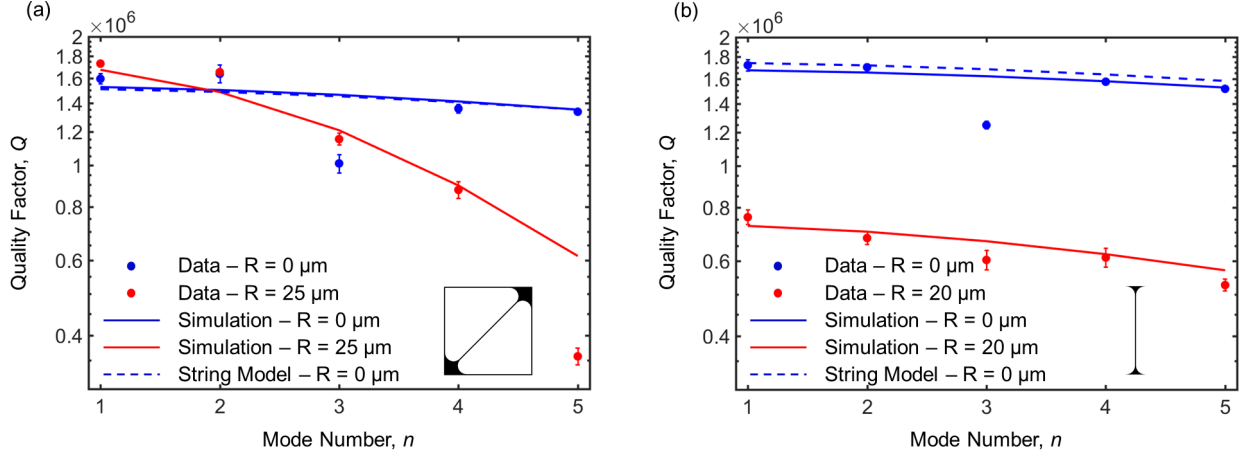 (a)
×10⁶
2
1.8
1.6
1.4
1.2
1
0.8
0.6
0.4
Quality Factor, Q
Data – R = 0 μm
Data – R = 25 μm
Simulation – R = 0 μm
Simulation – R = 25 μm
String Model – R = 0 μm
1 2 3 4 5
Mode Number, n
(b)
×10⁶
2
1.8
1.6
1.4
1.2
1
0.8
0.6
0.4
Quality Factor, Q
Data – R = 0 μm
Data – R = 20 μm
Simulation – R = 0 μm
Simulation – R = 20 μm
String Model – R = 0 μm
1 2 3 4 5
Mode Number, n